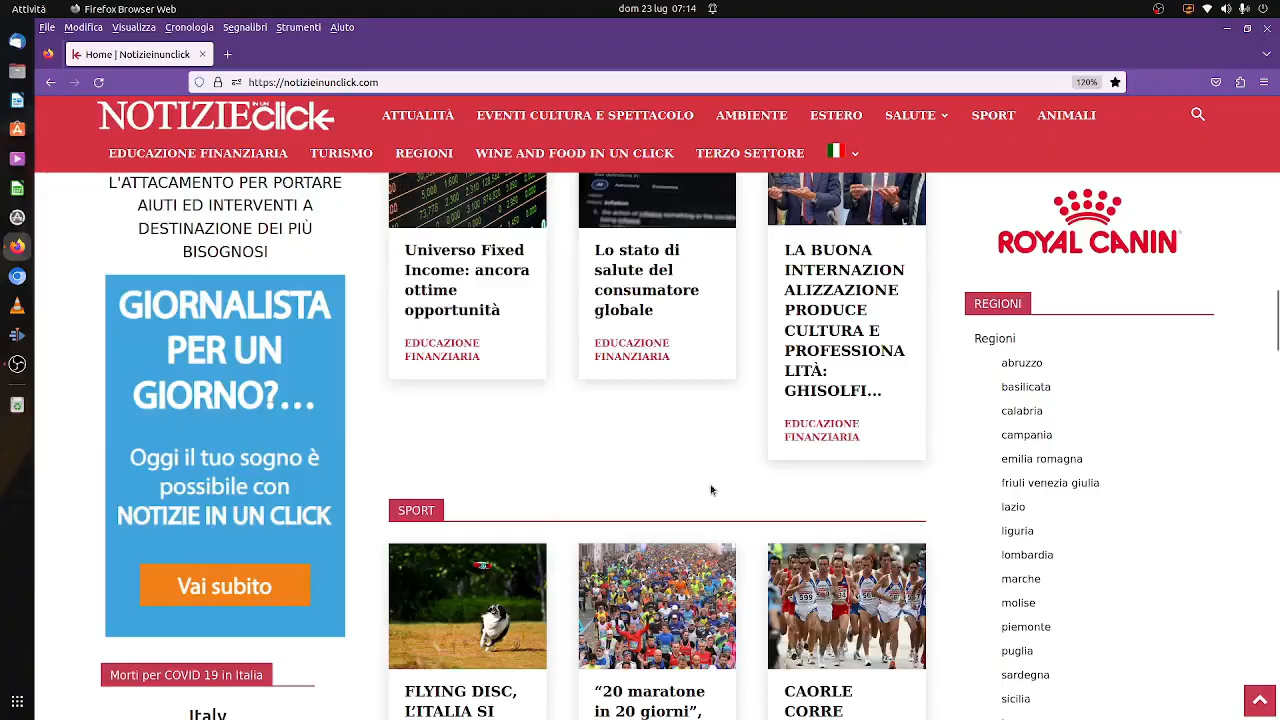 Attività
Firefox Browser Web
dom 23 lug 07:14
File Modifica Visualizza Cronologia Segnalibri Strumenti Aiuto
Home | Notizieinunclick
https://notizieinunclick.com
120%
NOTIZIE IN UN click
ATTUALITÀ EVENTI CULTURA E SPETTACOLO AMBIENTE ESTERO SALUTE SPORT ANIMALI
EDUCAZIONE FINANZIARIA TURISMO REGIONI WINE AND FOOD IN UN CLICK TERZO SETTORE
L'ATTACAMENTO PER PORTARE
AIUTI ED INTERVENTI A
DESTINAZIONE DEI PIÙ
BISOGNOSI
GIORNALISTA
PER UN
GIORNO?...
Oggi il tuo sogno è
possibile con
NOTIZIE IN UN CLICK
Vai subito
Morti per COVID 19 in Italia
Italy
Universo Fixed
Income: ancora
ottime
opportunità
EDUCAZIONE
FINANZIARIA
Lo stato di
salute del
consumatore
globale
EDUCAZIONE
FINANZIARIA
LA BUONA
INTERNAZION
ALIZZAZIONE
PRODUCE
CULTURA E
PROFESSIONA
LITÀ:
GHISOLFI...
EDUCAZIONE
FINANZIARIA
SPORT
FLYING DISC,
L'ITALIA SI
“20 maratone
in 20 giorni”,
CAORLE
CORRE
ROYAL CANIN
REGIONI
Regioni
abruzzo
basilicata
calabria
campania
emilia romagna
friuli venezia giulia
lazio
liguria
lombardia
marche
molise
piemonte
puglia
sardegna
sicilia